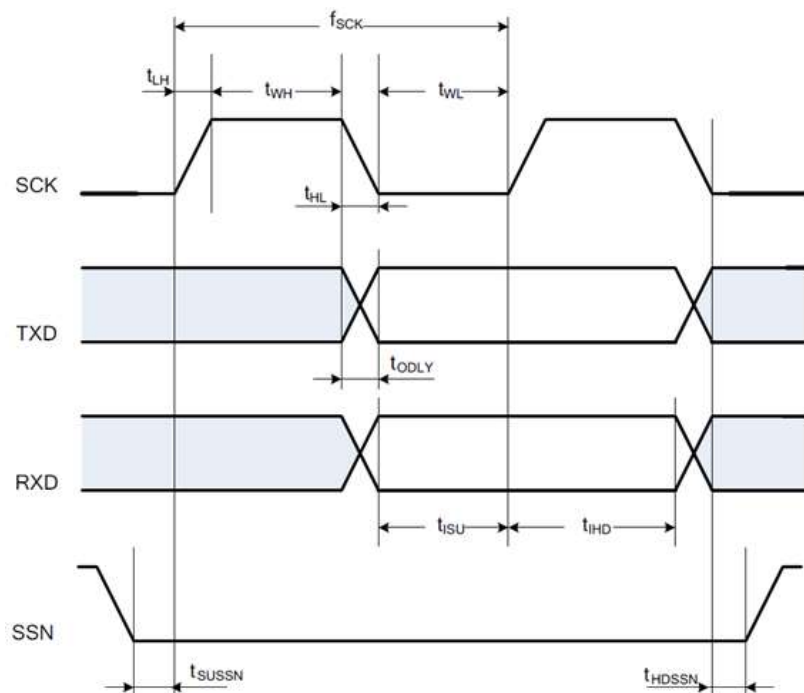 fSCK
tLH
tWH
tWL
SCK
tHL
TXD
tODLY
RXD
tISU
tIHD
SSN
tSUSSN
tHDSSN